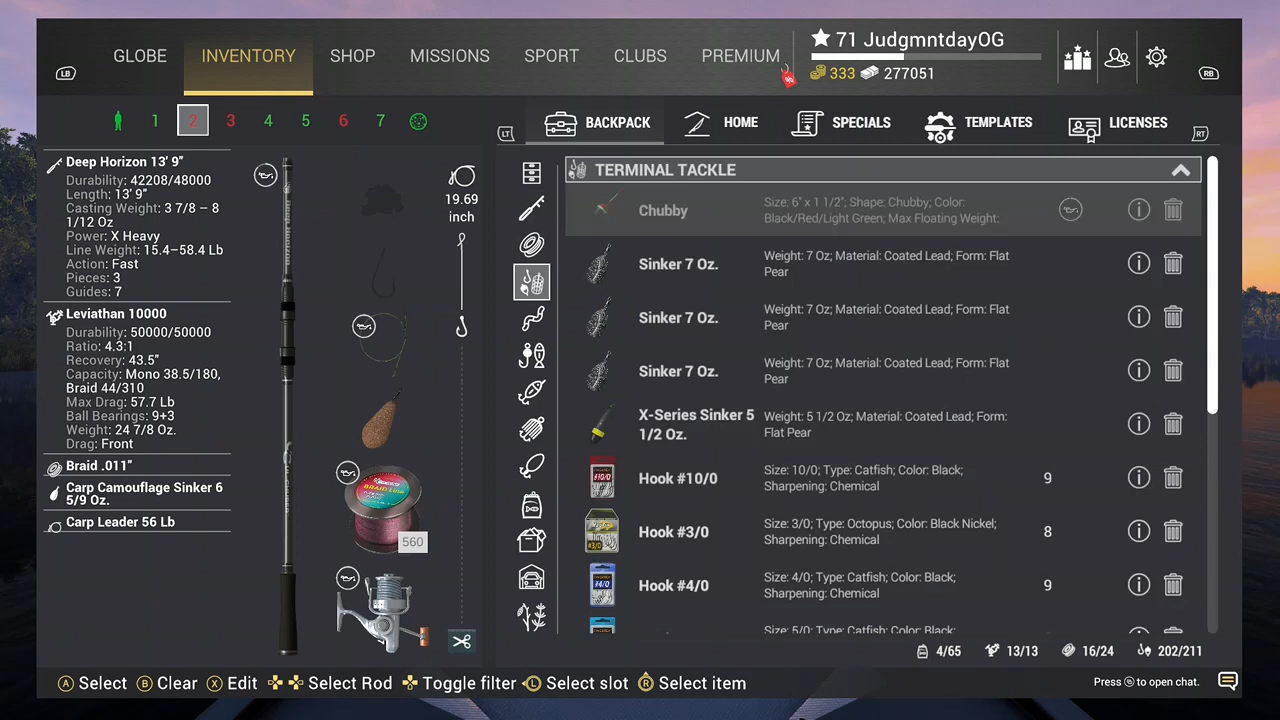 GLOBE INVENTORY SHOP MISSIONS SPORT CLUBS PREMIUM
71 JudgmntdayOG
333 277051
LB
RB
1 2 3 4 5 6 7
LT
BACKPACK HOME SPECIALS TEMPLATES LICENSES
RT
Deep Horizon 13' 9"
Durability: 42208/48000
Length: 13' 9"
Casting Weight: 3 7/8 – 8
1/12 Oz
Power: X Heavy
Line Weight: 15.4–58.4 Lb
Action: Fast
Pieces: 3
Guides: 7
Leviathan 10000
Durability: 50000/50000
Ratio: 4.3:1
Recovery: 43.5"
Capacity: Mono 38.5/180,
Braid 44/310
Max Drag: 57.7 Lb
Ball Bearings: 9+3
Weight: 24 7/8 Oz.
Drag: Front
Braid .011"
Carp Camouflage Sinker 6
5/9 Oz.
Carp Leader 56 Lb
19.69
inch
560
TERMINAL TACKLE
Chubby
Size: 6" x 1 1/2"; Shape: Chubby; Color:
Black/Red/Light Green; Max Floating Weight:
Sinker 7 Oz.
Weight: 7 Oz; Material: Coated Lead; Form: Flat
Pear
Sinker 7 Oz.
Weight: 7 Oz; Material: Coated Lead; Form: Flat
Pear
Sinker 7 Oz.
Weight: 7 Oz; Material: Coated Lead; Form: Flat
Pear
X-Series Sinker 5
1/2 Oz.
Weight: 5 1/2 Oz; Material: Coated Lead; Form:
Flat Pear
Hook #10/0
Size: 10/0; Type: Catfish; Color: Black;
Sharpening: Chemical
9
Hook #3/0
Size: 3/0; Type: Octopus; Color: Black Nickel;
Sharpening: Chemical
8
Hook #4/0
Size: 4/0; Type: Catfish; Color: Black;
Sharpening: Chemical
9
Size: 5/0; Type: Catfish; Color: Black;
4/65 13/13 16/24 202/211
A Select B Clear X Edit Select Rod Toggle filter L Select slot R Select item
Press to open chat.